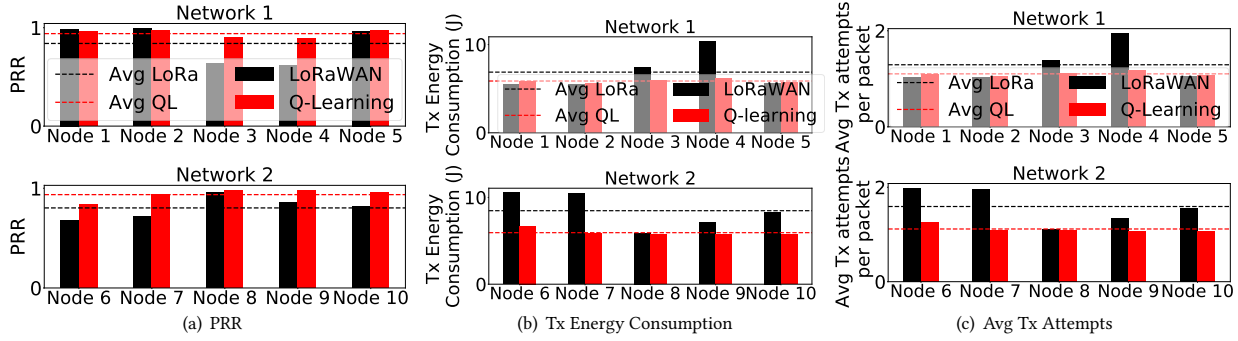 Network 1
PRR
1
0
Avg LoRa
LoRaWAN
Avg QL
Q-Learning
Node 1 Node 2 Node 3 Node 4 Node 5
Network 2
PRR
1
0
Node 6 Node 7 Node 8 Node 9 Node 10
(a) PRR
Network 1
Tx Energy
Consumption (J)
10
0
Avg LoRa
LoRaWAN
Avg QL
Q-learning
Node 1 Node 2 Node 3 Node 4 Node 5
Network 2
Tx Energy
Consumption (J)
10
0
Node 6 Node 7 Node 8 Node 9 Node 10
(b) Tx Energy Consumption
Network 1
Avg Tx attempts
per packet
2
0
Avg LoRa
LoRaWAN
Avg QL
Q-Learning
Node 1 Node 2 Node 3 Node 4 Node 5
Network 2
Avg Tx attempts
per packet
2
0
Node 6 Node 7 Node 8 Node 9 Node 10
(c) Avg Tx Attempts